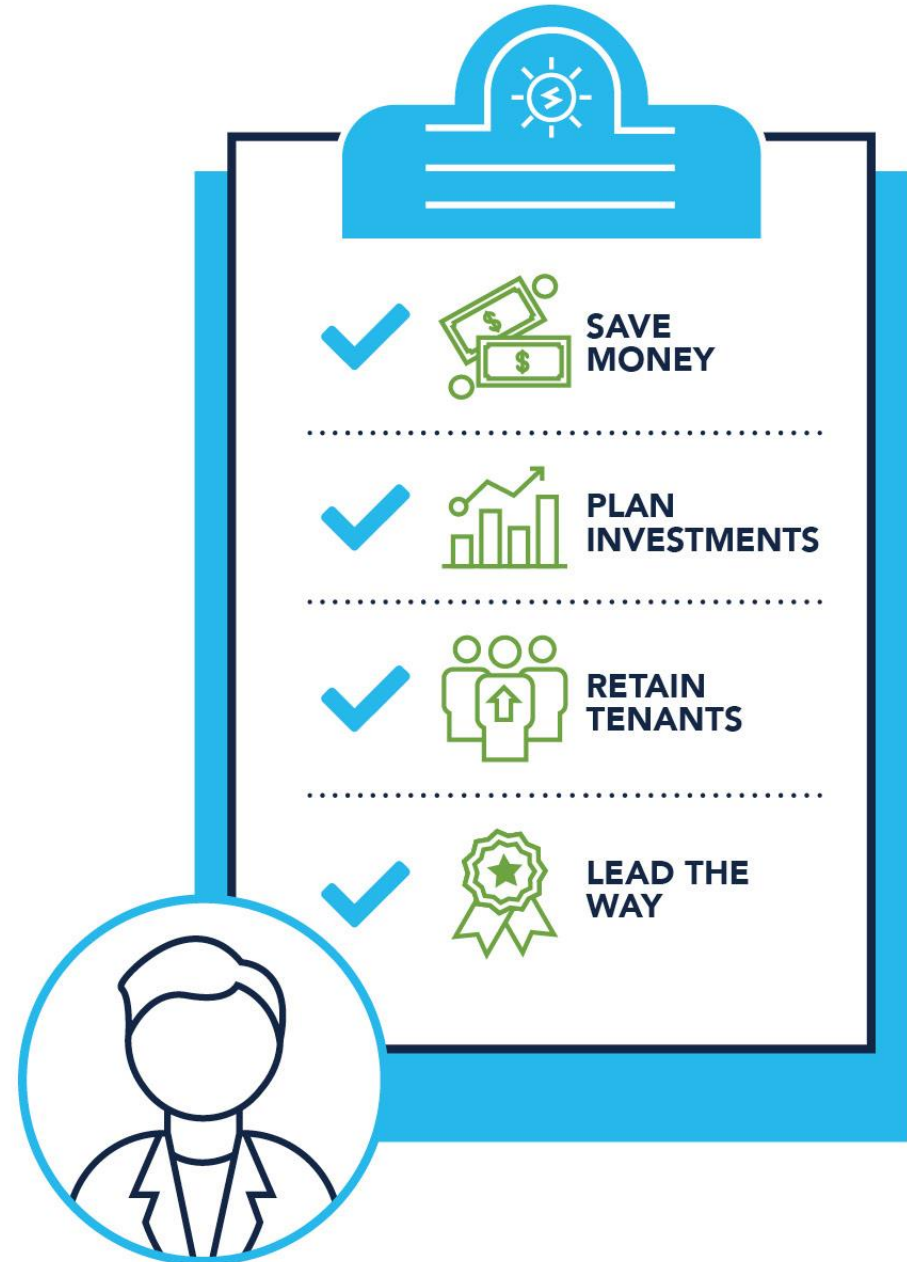 SAVE
MONEY
PLAN
INVESTMENTS
RETAIN
TENANTS
LEAD THE
WAY